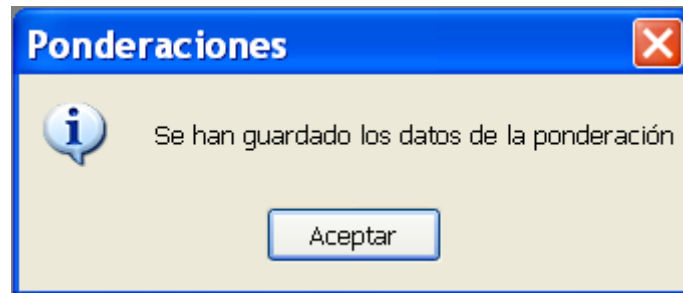 Ponderaciones
Se han guardado los datos de la ponderación
Aceptar